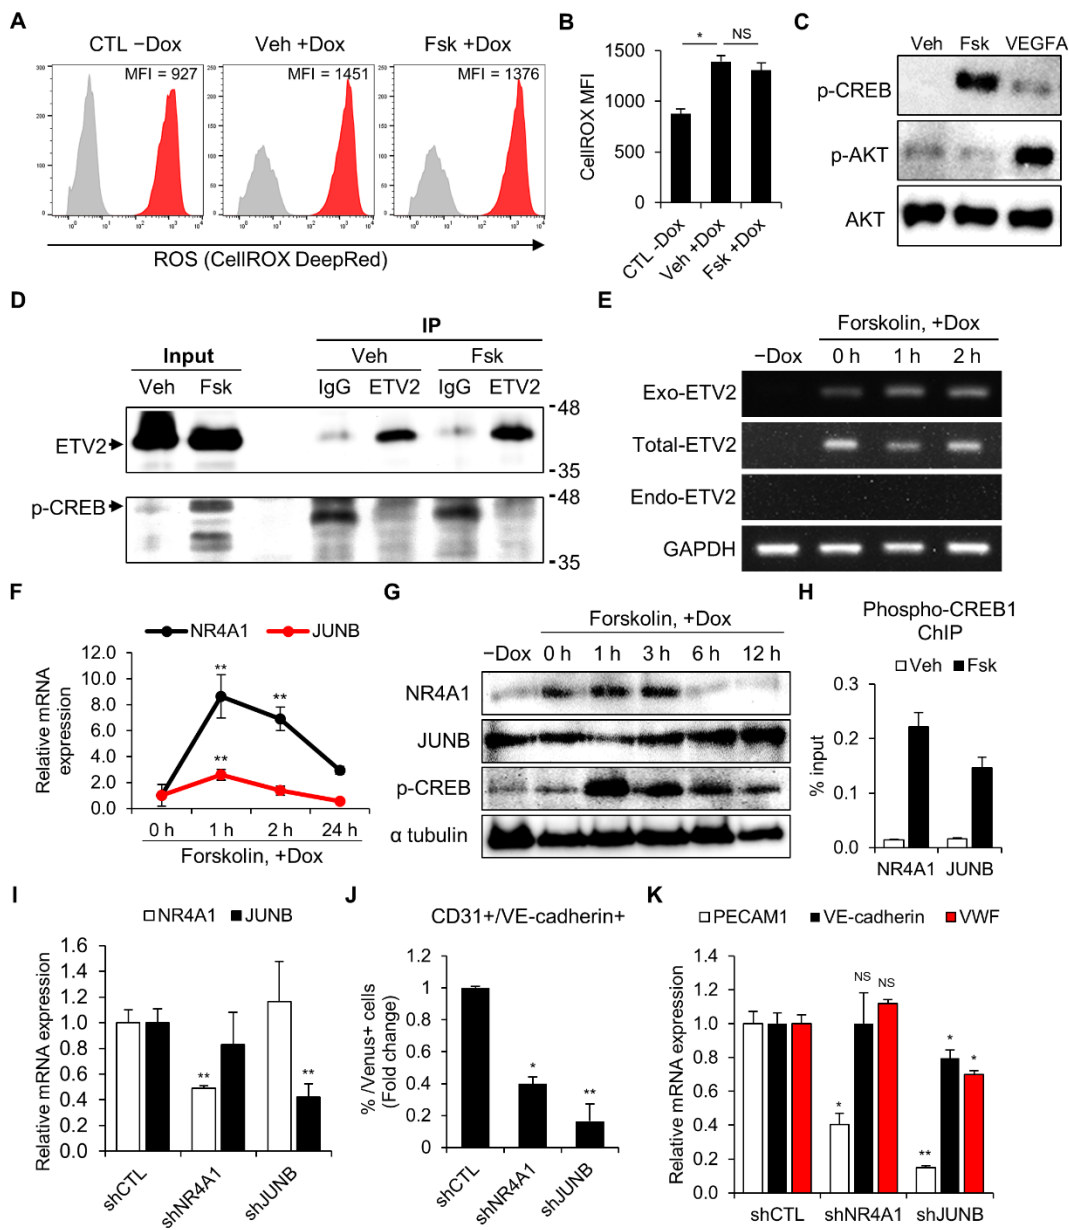 A
CTL −Dox
Veh +Dox
Fsk +Dox
MFI = 927
MFI = 1451
MFI = 1376
ROS (CellROX DeepRed)
B
CellROX MFI
1500
1000
500
0
*
NS
CTL −Dox
Veh +Dox
Fsk +Dox
C
Veh Fsk VEGFA
p-CREB
p-AKT
AKT
D
IP
Input
Veh
Fsk
Veh Fsk
IgG ETV2 IgG ETV2
ETV2
p-CREB
-48
-35
-48
-35
E
Forskolin, +Dox
−Dox 0 h 1 h 2 h
Exo-ETV2
Total-ETV2
Endo-ETV2
GAPDH
F
NR4A1 JUNB
Relative mRNA
expression
12.0
10.0
8.0
6.0
4.0
2.0
0.0
**
**
**
0 h 1 h 2 h 24 h
Forskolin, +Dox
G
Forskolin, +Dox
−Dox 0 h 1 h 3 h 6 h 12 h
NR4A1
JUNB
p-CREB
α tubulin
H
Phospho-CREB1
ChIP
Veh Fsk
% input
0.3
0.2
0.1
0.0
NR4A1 JUNB
I
NR4A1 JUNB
Relative mRNA expression
1.6
1.4
1.2
1.0
0.8
0.6
0.4
0.2
0
**
**
shCTL
shNR4A1
shJUNB
J
CD31+/VE-cadherin+
% /Venus+ cells
(Fold change)
1.2
1
0.8
0.6
0.4
0.2
0
*
**
shCTL
shNR4A1
shJUNB
K
PECAM1 VE-cadherin VWF
Relative mRNA expression
1.4
1.2
1.0
0.8
0.6
0.4
0.2
0.0
*
NS
NS
**
*
*
shCTL shNR4A1 shJUNB